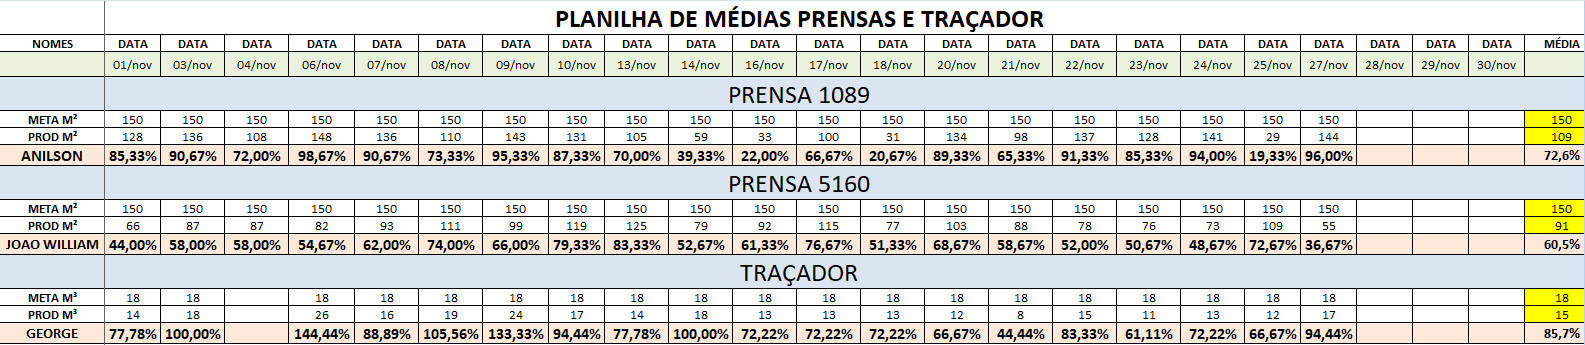 PLANILHA DE MÉDIAS PRENSAS E TRAÇADOR
NOMES DATA DATA DATA DATA DATA DATA DATA DATA DATA DATA DATA DATA DATA DATA DATA DATA DATA DATA DATA DATA DATA DATA DATA MÉDIA
01/nov 03/nov 04/nov 06/nov 07/nov 08/nov 09/nov 10/nov 13/nov 14/nov 16/nov 17/nov 18/nov 20/nov 21/nov 22/nov 23/nov 24/nov 25/nov 27/nov 28/nov 29/nov 30/nov
PRENSA 1089
META M² 150 150 150 150 150 150 150 150 150 150 150 150 150 150 150 150 150 150 150 150 150
PROD M² 128 136 108 148 136 110 143 131 105 59 33 100 31 134 98 137 128 141 29 144 109
ANILSON 85,33% 90,67% 72,00% 98,67% 90,67% 73,33% 95,33% 87,33% 70,00% 39,33% 22,00% 66,67% 20,67% 89,33% 65,33% 91,33% 85,33% 94,00% 19,33% 96,00% 72,6%
PRENSA 5160
META M² 150 150 150 150 150 150 150 150 150 150 150 150 150 150 150 150 150 150 150 150 150
PROD M² 66 87 87 82 93 111 99 119 125 79 92 115 77 103 88 78 76 73 109 55 91
JOAO WILLIAM 44,00% 58,00% 58,00% 54,67% 62,00% 74,00% 66,00% 79,33% 83,33% 52,67% 61,33% 76,67% 51,33% 68,67% 58,67% 52,00% 50,67% 48,67% 72,67% 36,67% 60,5%
TRAÇADOR
META M³ 18 18 18 18 18 18 18 18 18 18 18 18 18 18 18 18 18 18 18 18
PROD M³ 14 18 26 16 19 24 17 14 18 13 13 13 12 8 15 11 13 12 17 15
GEORGE 77,78% 100,00% 144,44% 88,89% 105,56% 133,33% 94,44% 77,78% 100,00% 72,22% 72,22% 72,22% 66,67% 44,44% 83,33% 61,11% 72,22% 66,67% 94,44% 85,7%